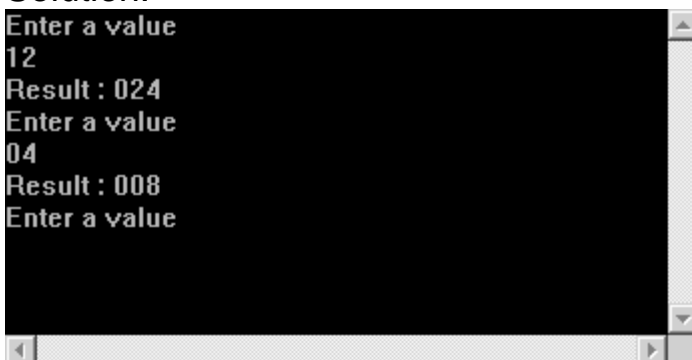 Solution:
Enter a value
12
Result : 024
Enter a value
04
Result : 008
Enter a value